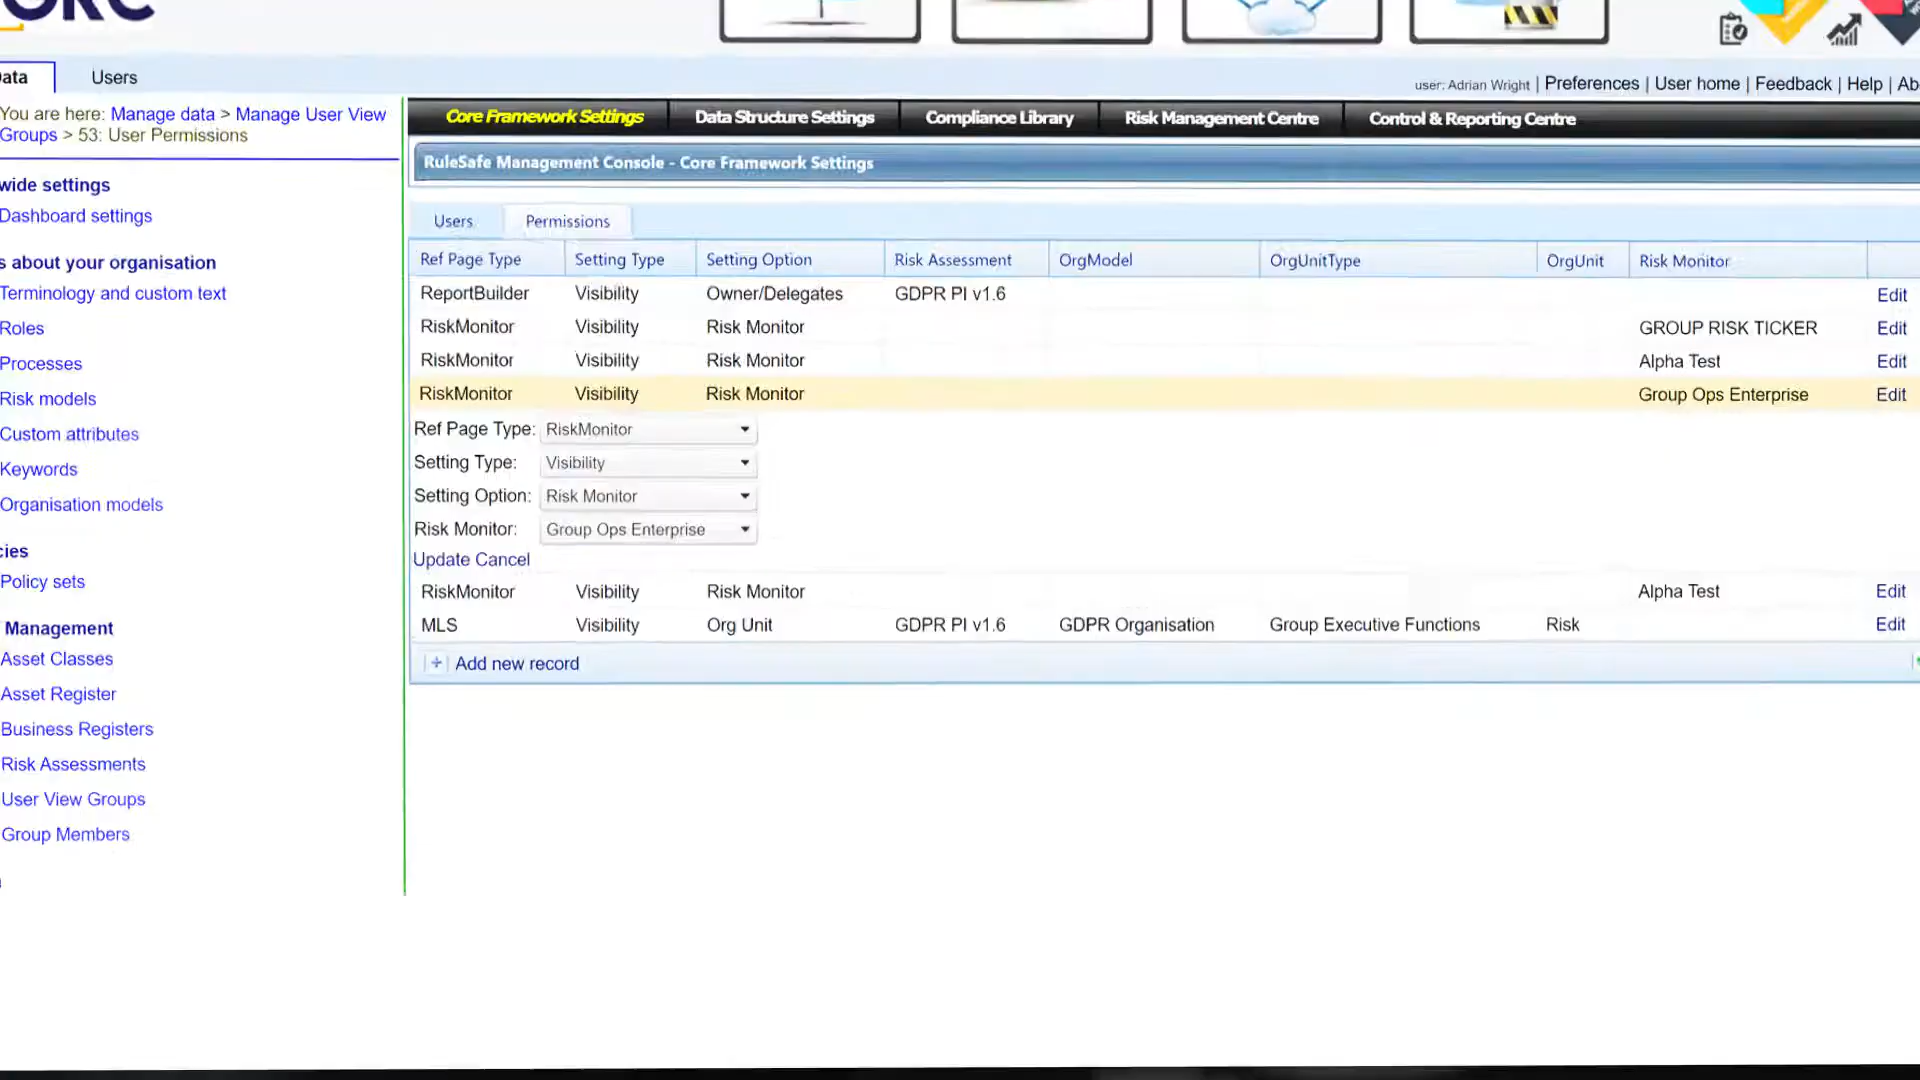 GRC
Data
Users
user: Adrian Wright | Preferences | User home | Feedback | Help |
You are here: Manage data > Manage User View
Groups > 53: User Permissions
wide settings
Dashboard settings
s about your organisation
Terminology and custom text
Roles
Processes
Risk models
Custom attributes
Keywords
Organisation models
cies
Policy sets
Management
Asset Classes
Asset Register
Business Registers
Risk Assessments
User View Groups
Group Members
Core Framework Settings Data Structure Settings Compliance Library Risk Management Centre Control & Reporting Centre
RuleSafe Management Console - Core Framework Settings
Users Permissions
Ref Page Type Setting Type Setting Option Risk Assessment OrgModel OrgUnitType OrgUnit Risk Monitor
ReportBuilder Visibility Owner/Delegates GDPR PI v1.6 Edit
RiskMonitor Visibility Risk Monitor GROUP RISK TICKER Edit
RiskMonitor Visibility Risk Monitor Alpha Test Edit
RiskMonitor Visibility Risk Monitor Group Ops Enterprise Edit
Ref Page Type: RiskMonitor
Setting Type: Visibility
Setting Option: Risk Monitor
Risk Monitor: Group Ops Enterprise
Update Cancel
RiskMonitor Visibility Risk Monitor Alpha Test Edit
MLS Visibility Org Unit GDPR PI v1.6 GDPR Organisation Group Executive Functions Risk Edit
+ Add new record